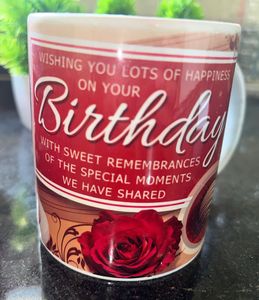 WISHING YOU LOTS OF HAPPINESS
ON YOUR
Birthday
WITH SWEET REMEMBRANCES
OF THE SPECIAL MOMENTS
WE HAVE SHARED